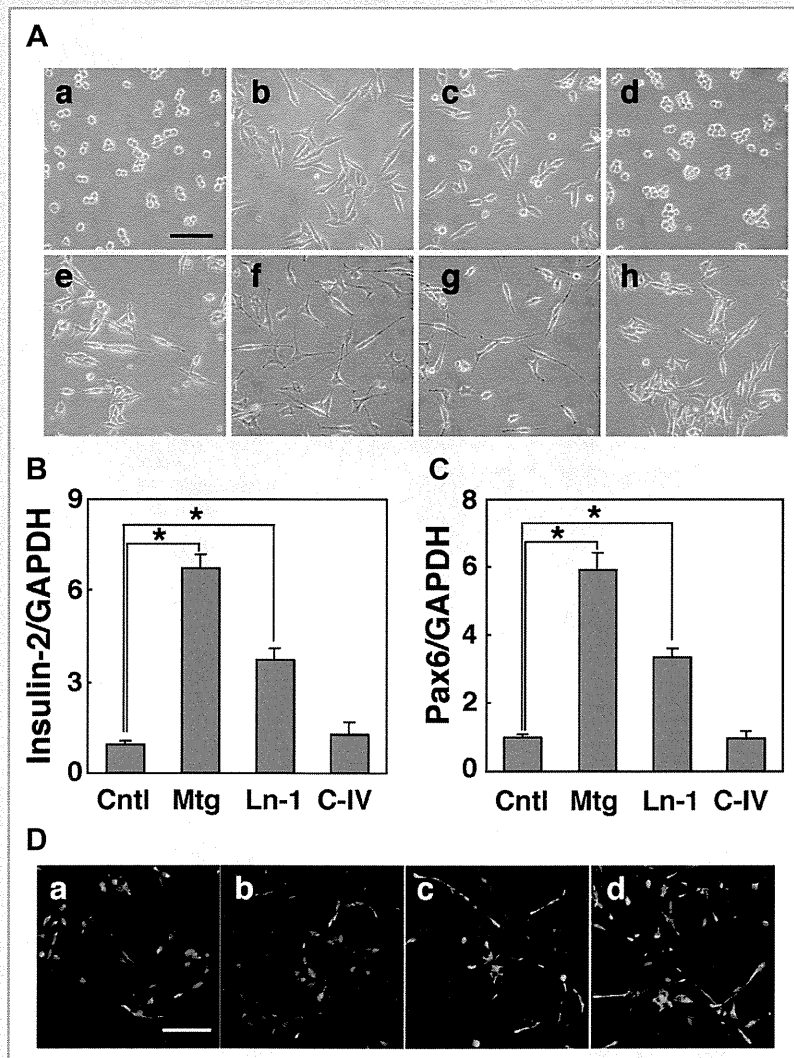 A
a b c d
e f g h
B
Insulin-2/GAPDH
9
6
3
0
*
*
Cntl Mtg Ln-1 C-IV
C
Pax6/GAPDH
8
6
4
2
0
*
*
Cntl Mtg Ln-1 C-IV
D
a b c d